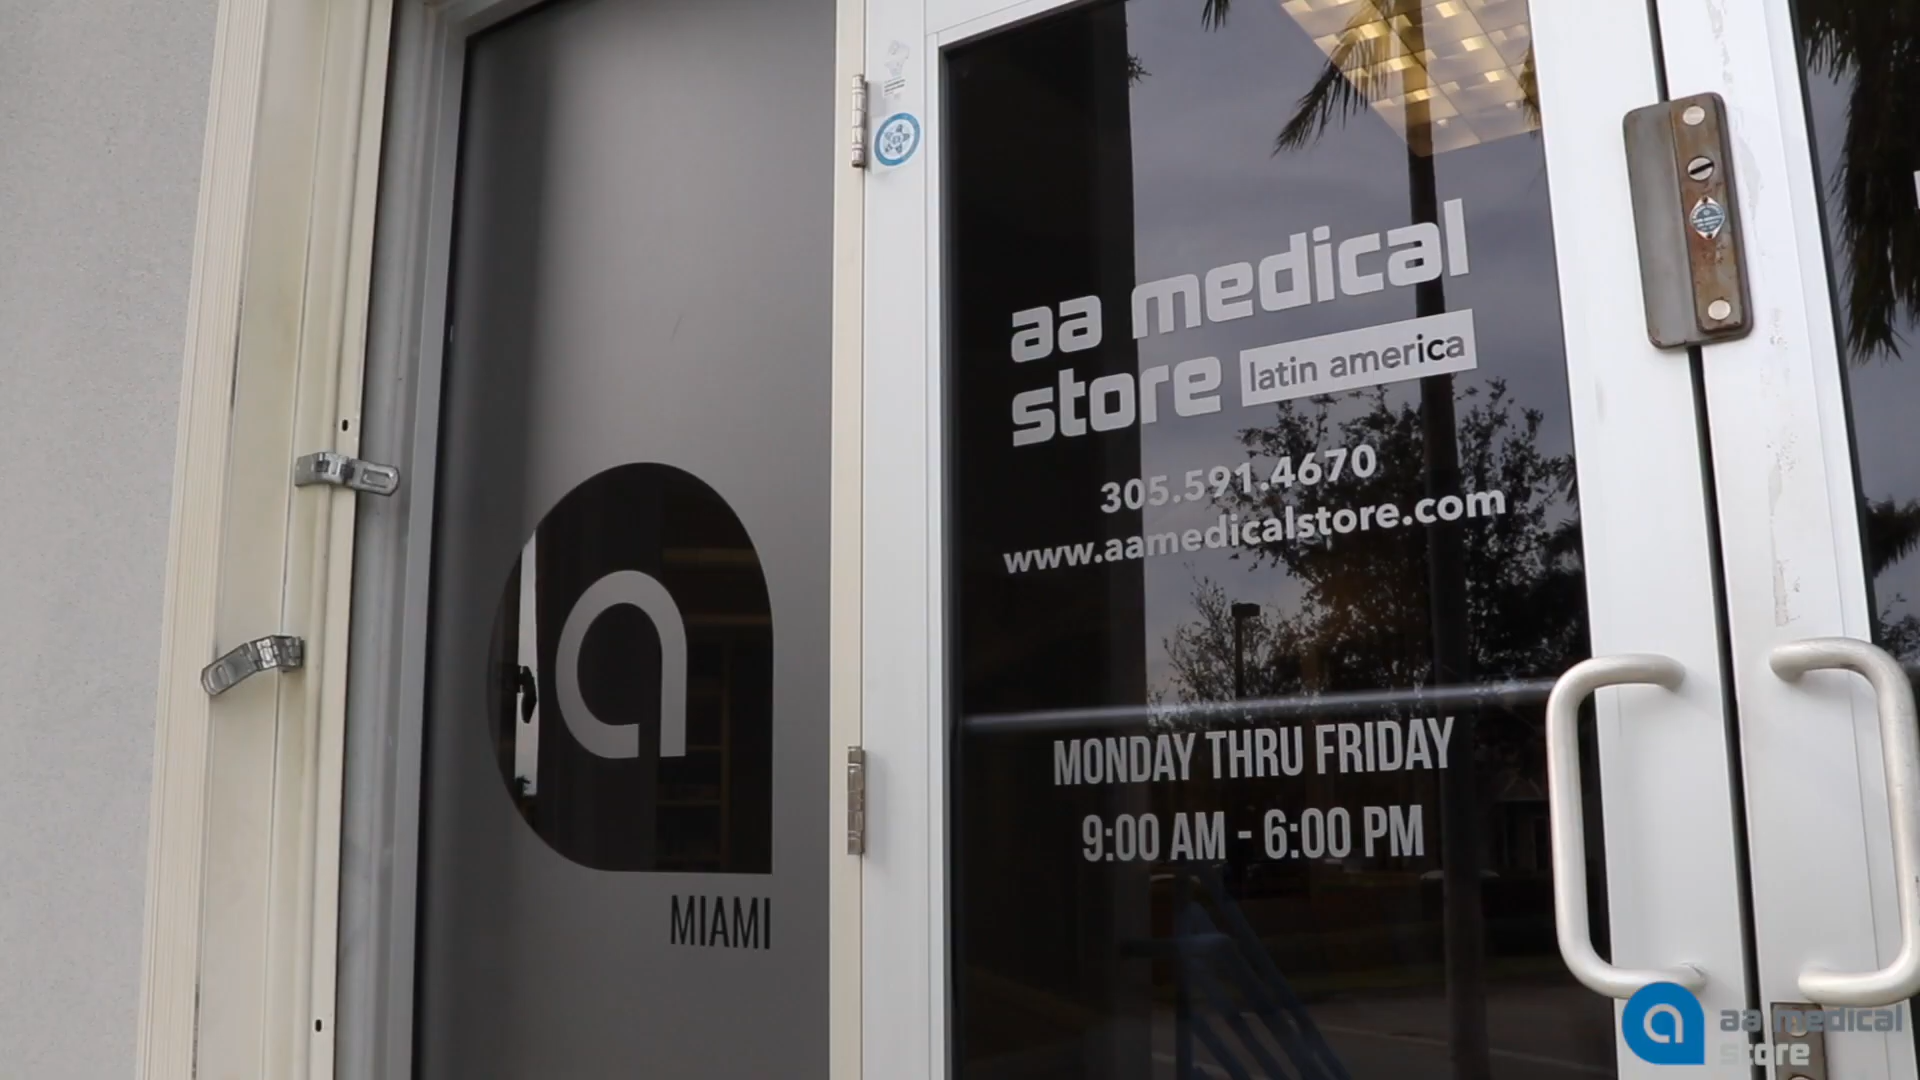 a
MIAMI
aa medical
store latin america
305.591.4670
www.aamedicalstore.com
MONDAY THRU FRIDAY
9:00 AM - 6:00 PM
a aa medical
store